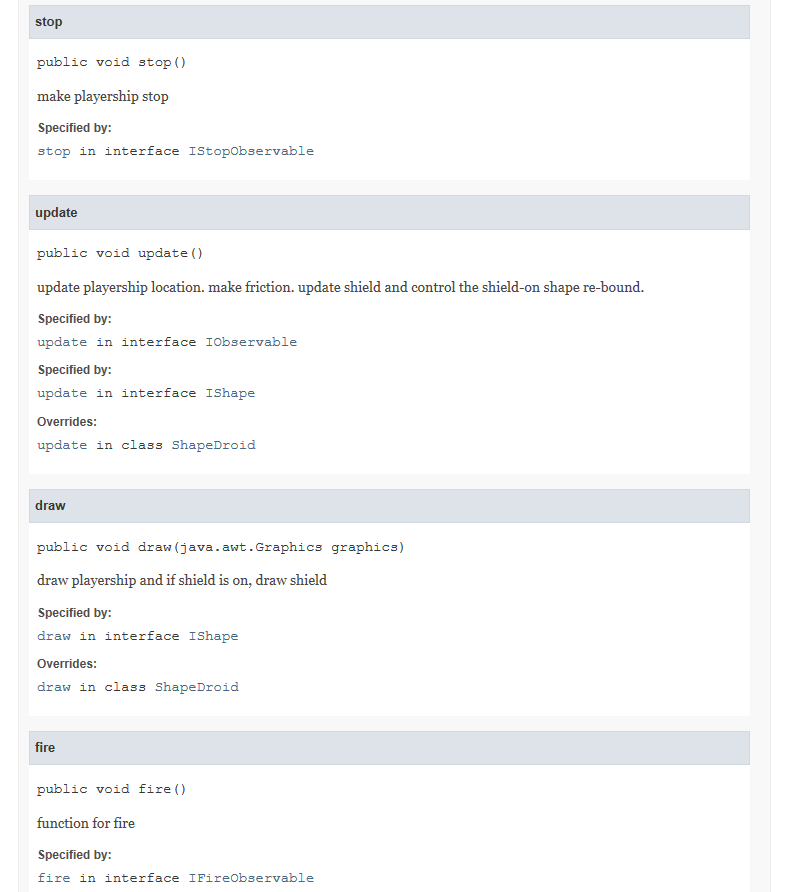 stop
public void stop()
make playership stop
Specified by:
stop in interface IStopObservable
update
public void update()
update playership location. make friction. update shield and control the shield-on shape re-bound.
Specified by:
update in interface IObservable
Specified by:
update in interface IShape
Overrides:
update in class ShapeDroid
draw
public void draw(java.awt.Graphics graphics)
draw playership and if shield is on, draw shield
Specified by:
draw in interface IShape
Overrides:
draw in class ShapeDroid
fire
public void fire()
function for fire
Specified by:
fire in interface IFireObservable